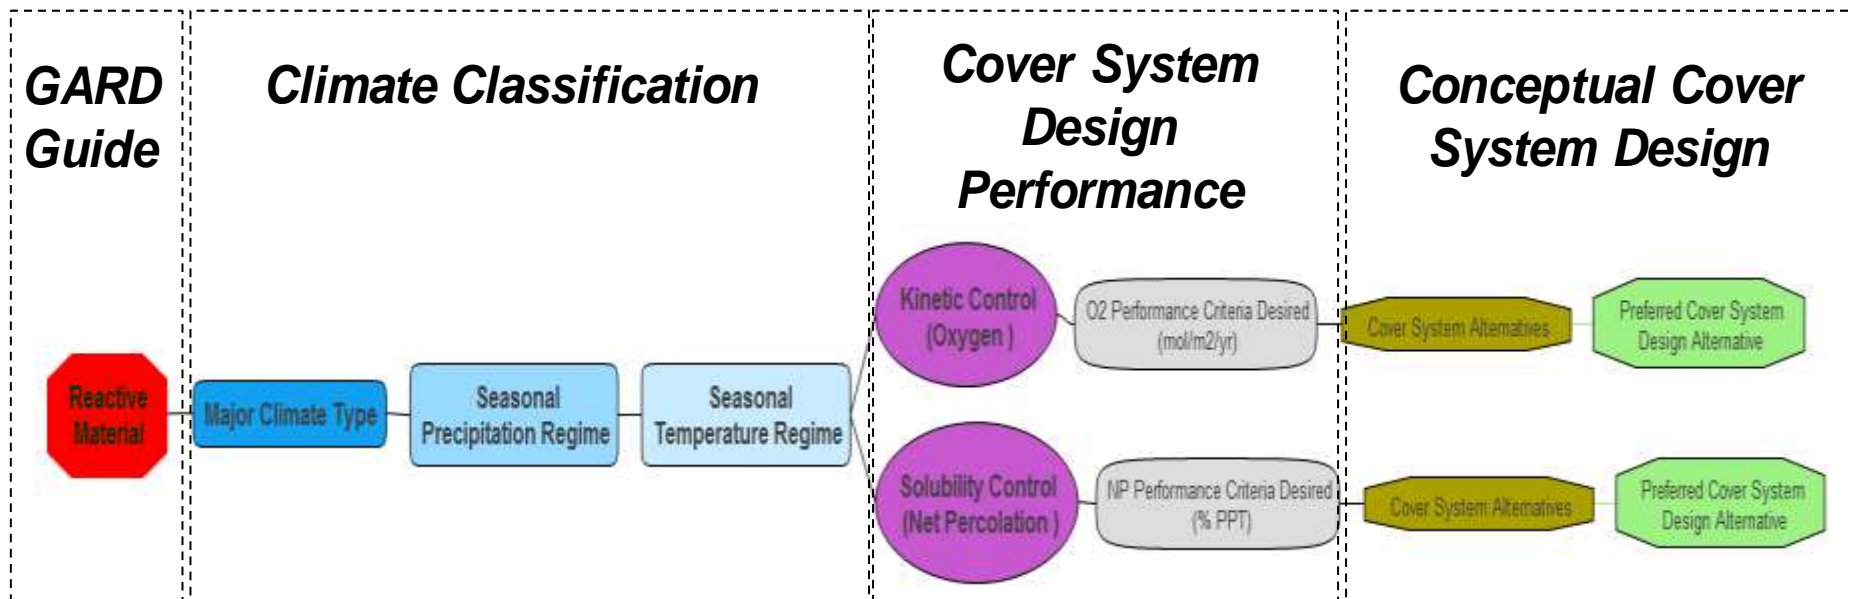 GARD
Guide
Climate Classification
Cover System
Design
Performance
Conceptual Cover
System Design
Reactive
Material
Major Climate Type
Seasonal
Precipitation Regime
Seasonal
Temperature Regime
Kinetic Control
(Oxygen )
O2 Performance Criteria Desired
(mol/m2/yr)
Cover System Alternatives
Preferred Cover System
Design Alternative
Solubility Control
(Net Percolation )
NP Performance Criteria Desired
(% PPT)
Cover System Alternatives
Preferred Cover System
Design Alternative